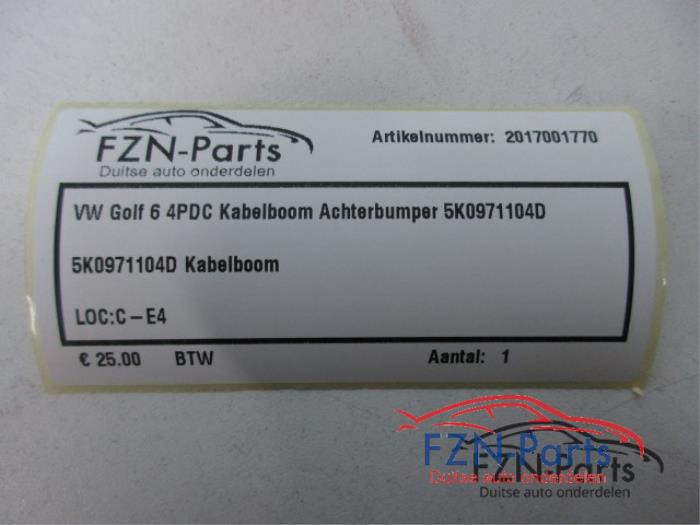 FZN-Parts
Duitse auto onderdelen
Artikelnummer: 2017001770
VW Golf 6 4PDC Kabelboom Achterbumper 5K0971104D
5K0971104D Kabelboom
LOC:C-E4
€ 25.00 BTW Aantal: 1
FZN-Parts
Duitse auto onderdelen
FZN-Parts
Duitse auto onderdelen